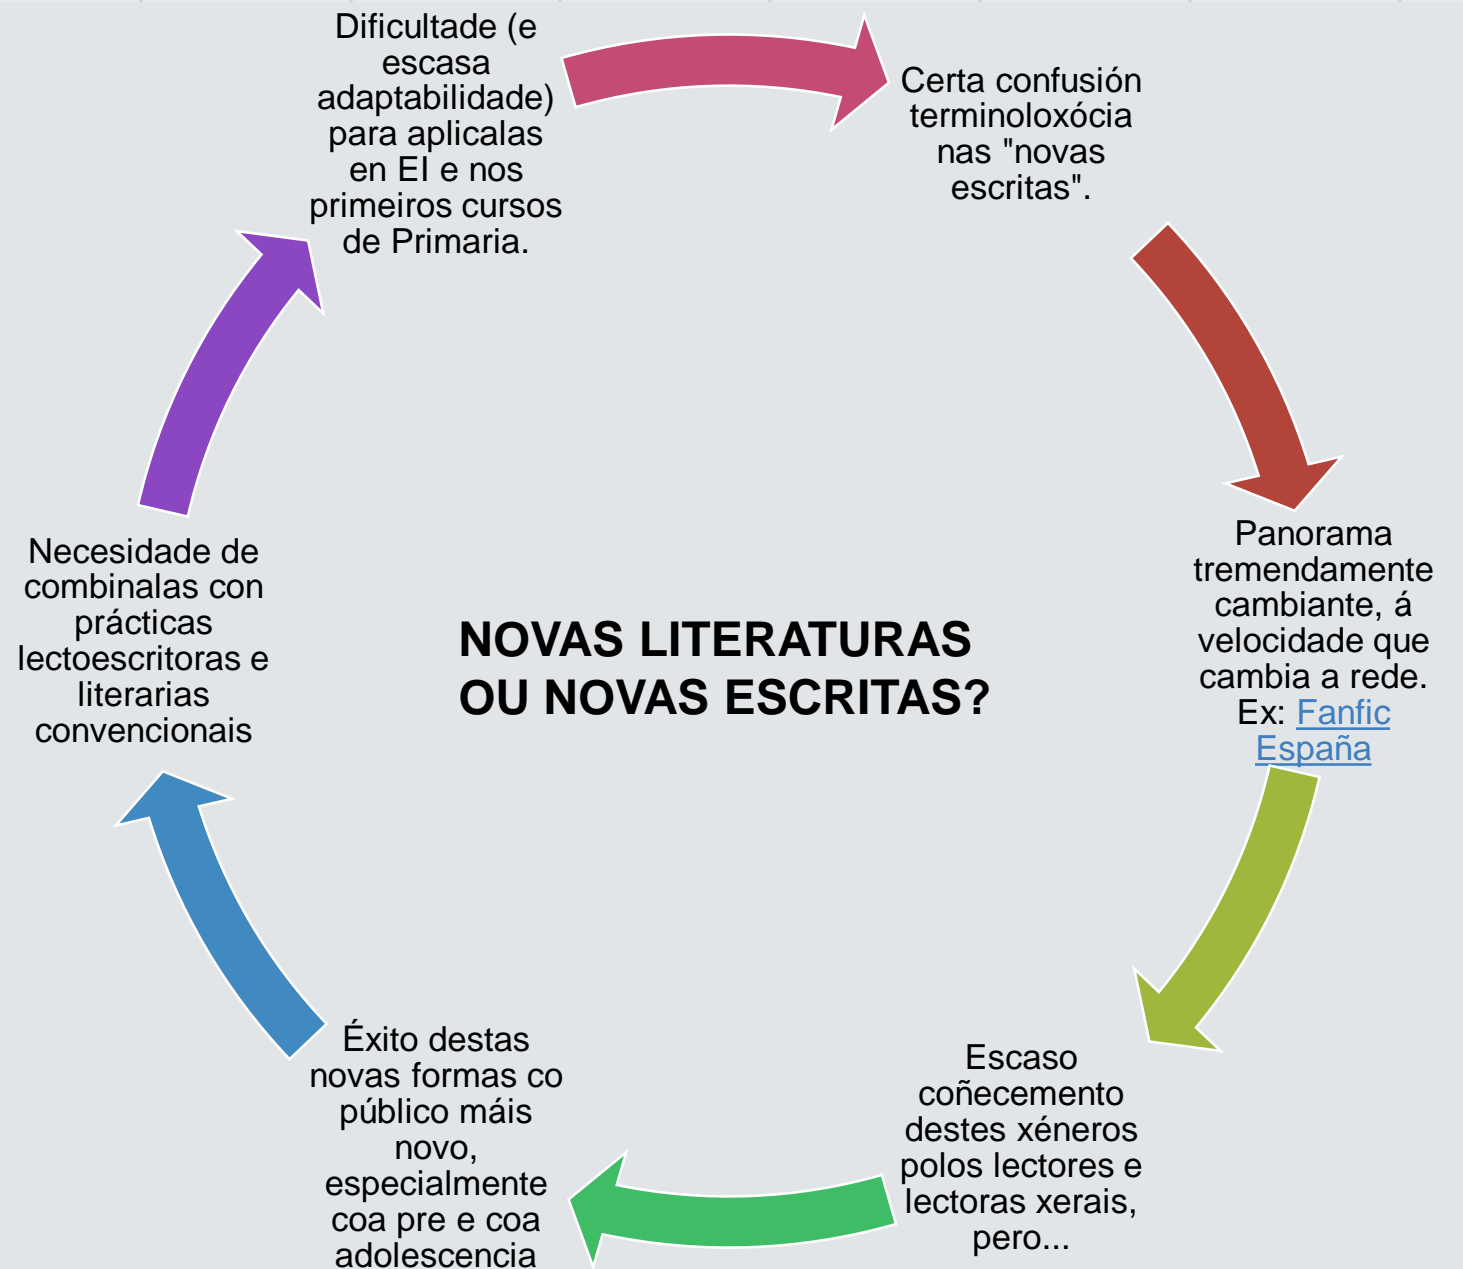 Dificultade (e
escasa
adaptabilidade)
para aplicalas
en EI e nos
primeiros cursos
de Primaria.
Certa confusión
terminoloxócia
nas "novas
escritas".
Panorama
tremendamente
cambiante, á
velocidade que
cambia a rede.
Ex: Fanfic
España
Escaso
coñecemento
destes xéneros
polos lectores e
lectoras xerais,
pero...
Éxito destas
novas formas co
público máis
novo,
especialmente
coa pre e coa
adolescencia
Necesidade de
combinalas con
prácticas
lectoescritoras e
literarias
convencionais
NOVAS LITERATURAS
OU NOVAS ESCRITAS?